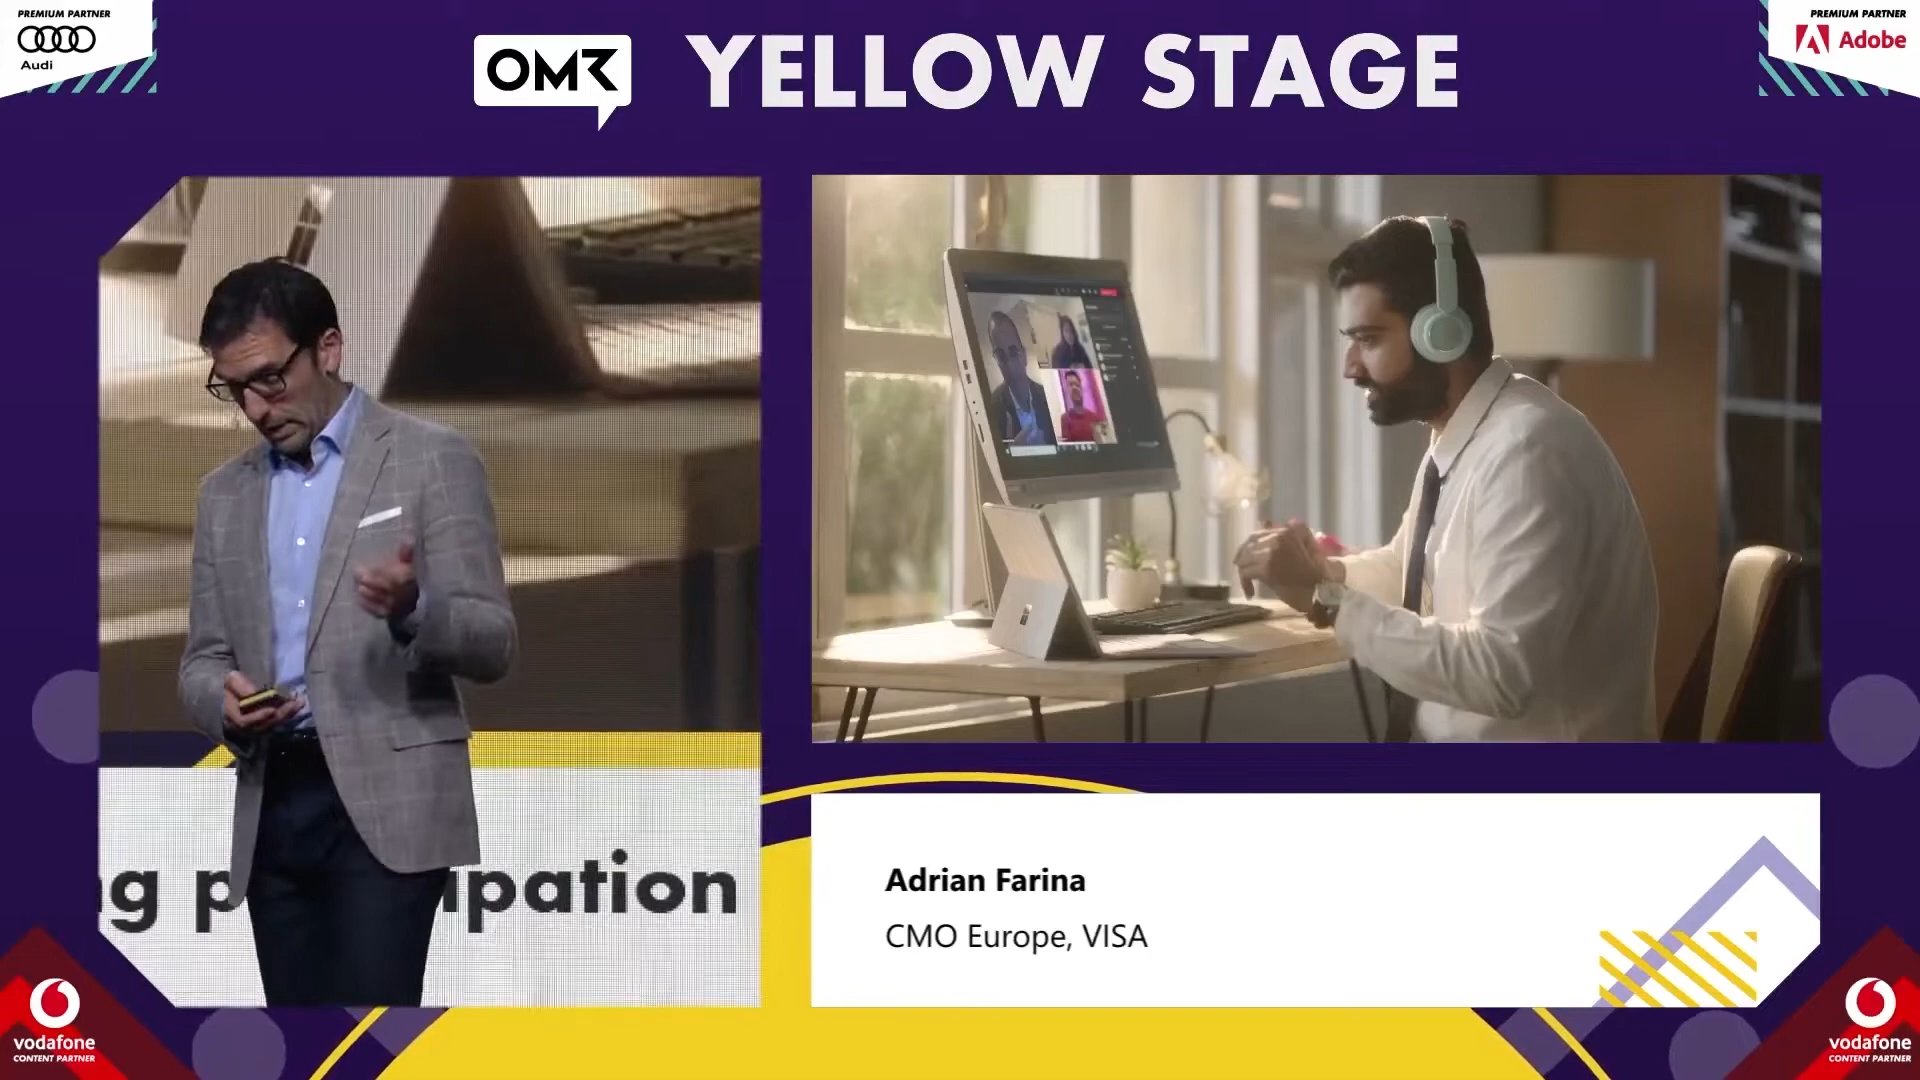 PREMIUM PARTNER
Audi
OMR YELLOW STAGE
PREMIUM PARTNER
Adobe
ipation
Adrian Farina
CMO Europe, VISA
vodafone
CONTENT PARTNER
vodafone
CONTENT PARTNER